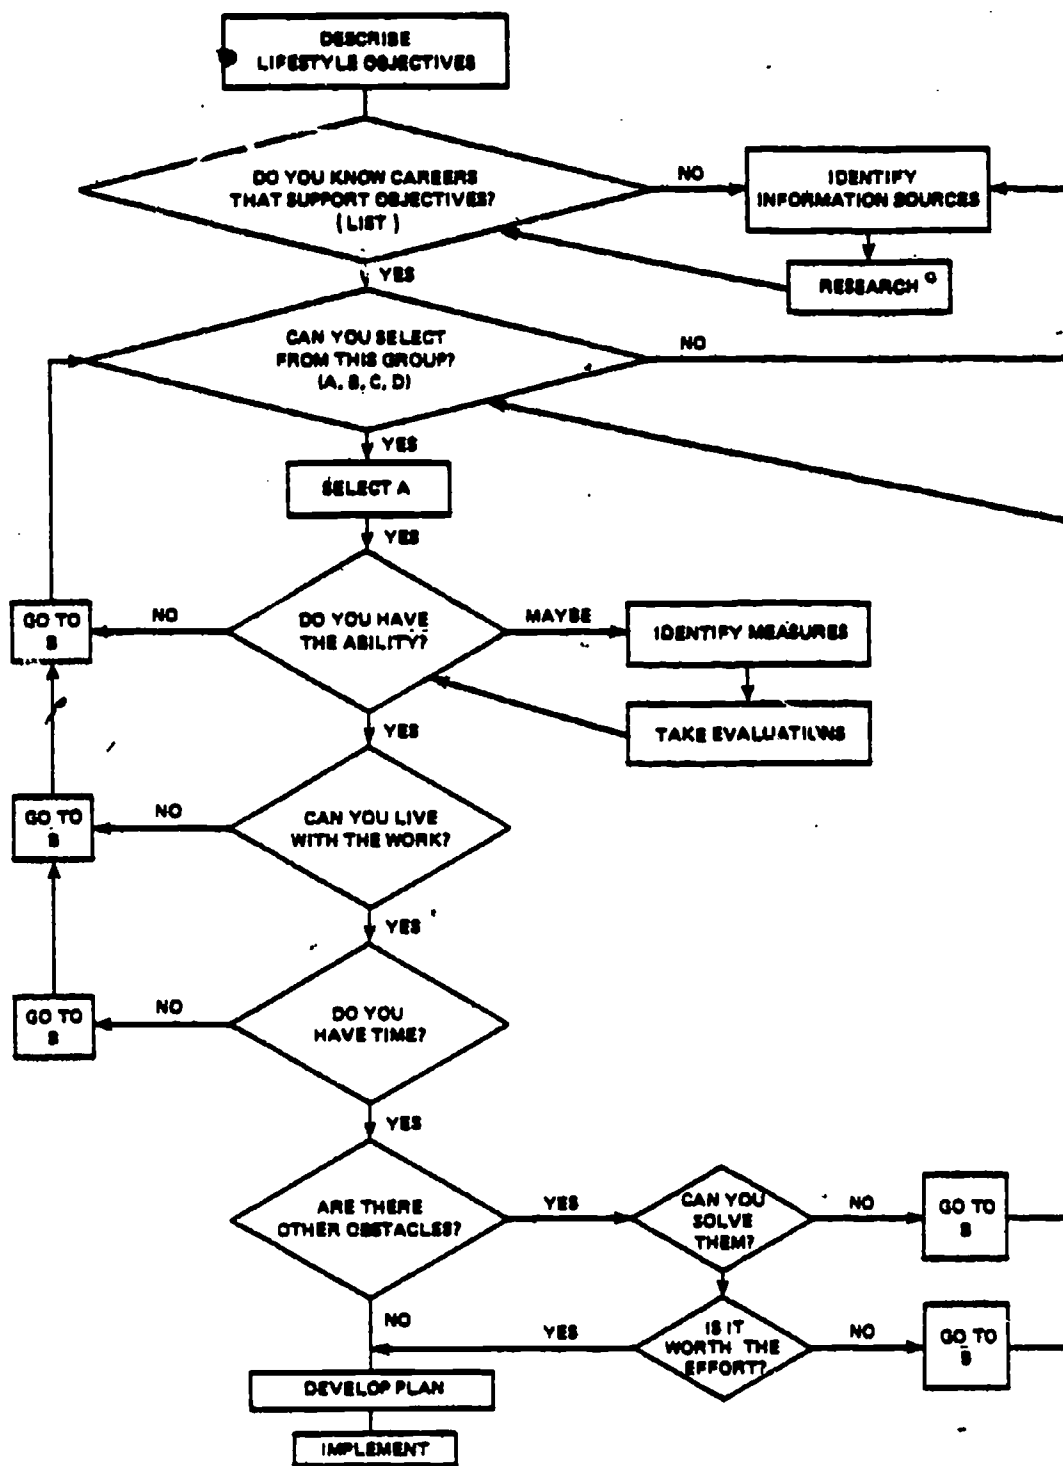 DESCRIBE
LIFESTYLE OBJECTIVES
DO YOU KNOW CAREERS
THAT SUPPORT OBJECTIVES?
(LIST)
NO
IDENTIFY
INFORMATION SOURCES
RESEARCH
YES
CAN YOU SELECT
FROM THIS GROUP?
(A, B, C, D)
NO
YES
SELECT A
YES
DO YOU HAVE
THE ABILITY?
NO
GO TO
B
MAYBE
IDENTIFY MEASURES
TAKE EVALUATIONS
YES
CAN YOU LIVE
WITH THE WORK?
NO
GO TO
B
YES
DO YOU
HAVE TIME?
NO
GO TO
B
YES
ARE THERE
OTHER OBSTACLES?
YES
CAN YOU
SOLVE
THEM?
NO
GO TO
B
NO
YES
IS IT
WORTH THE
EFFORT?
NO
GO TO
B
DEVELOP PLAN
IMPLEMENT